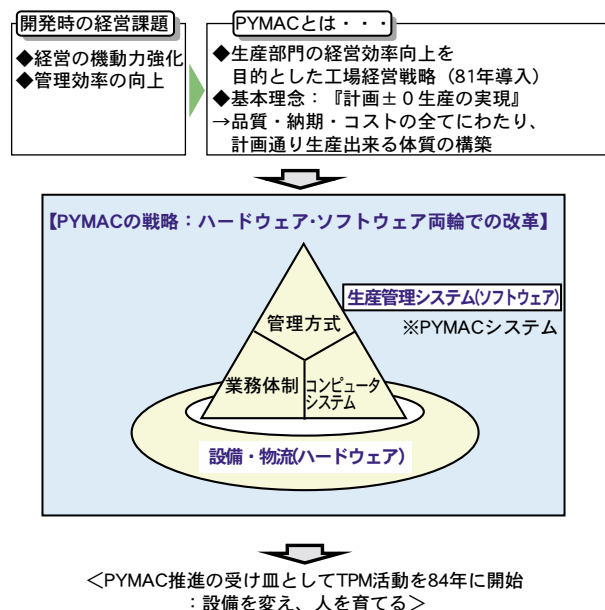 開発時の経営課題
◆経営の機動力強化
◆管理効率の向上
PYMACとは・・・
◆生産部門の経営効率向上を
目的とした工場経営戦略（81年導入）
◆基本理念：『計画±０生産の実現』
→品質・納期・コストの全てにわたり、
計画通り生産出来る体質の構築
【PYMACの戦略：ハードウェア・ソフトウェア両輪での改革】
生産管理システム(ソフトウェア)
※PYMACシステム
管理方式
業務体制
コンピュータ
システム
設備・物流(ハードウェア)
＜PYMAC推進の受け皿としてTPM活動を84年に開始
：設備を変え、人を育てる＞